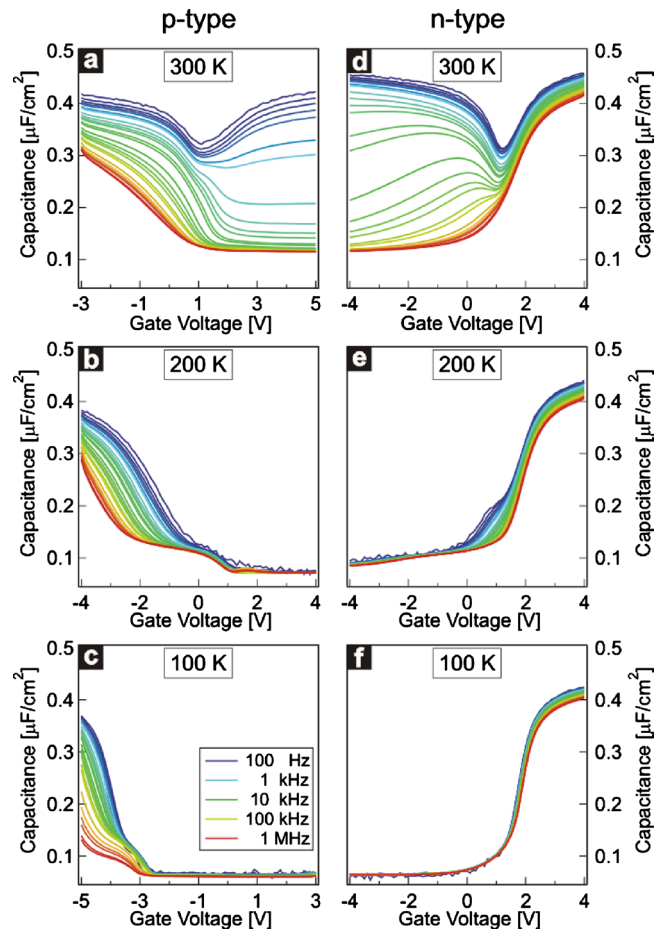 p-type
n-type
a
300 K
d
300 K
Capacitance [μF/cm²]
0.5
0.4
0.3
0.2
0.1
-3 -1 1 3 5
Gate Voltage [V]
-4 -2 0 2 4
Gate Voltage [V]
0.5
0.4
0.3
0.2
0.1
Capacitance [μF/cm²]
b
200 K
e
200 K
Capacitance [μF/cm²]
0.5
0.4
0.3
0.2
0.1
-4 -2 0 2 4
Gate Voltage [V]
-4 -2 0 2 4
Gate Voltage [V]
0.5
0.4
0.3
0.2
0.1
Capacitance [μF/cm²]
c
100 K
f
100 K
Capacitance [μF/cm²]
0.5
0.4
0.3
0.2
0.1
100 Hz
1 kHz
10 kHz
100 kHz
1 MHz
-5 -3 -1 1 3
Gate Voltage [V]
-4 -2 0 2 4
Gate Voltage [V]
0.5
0.4
0.3
0.2
0.1
Capacitance [μF/cm²]